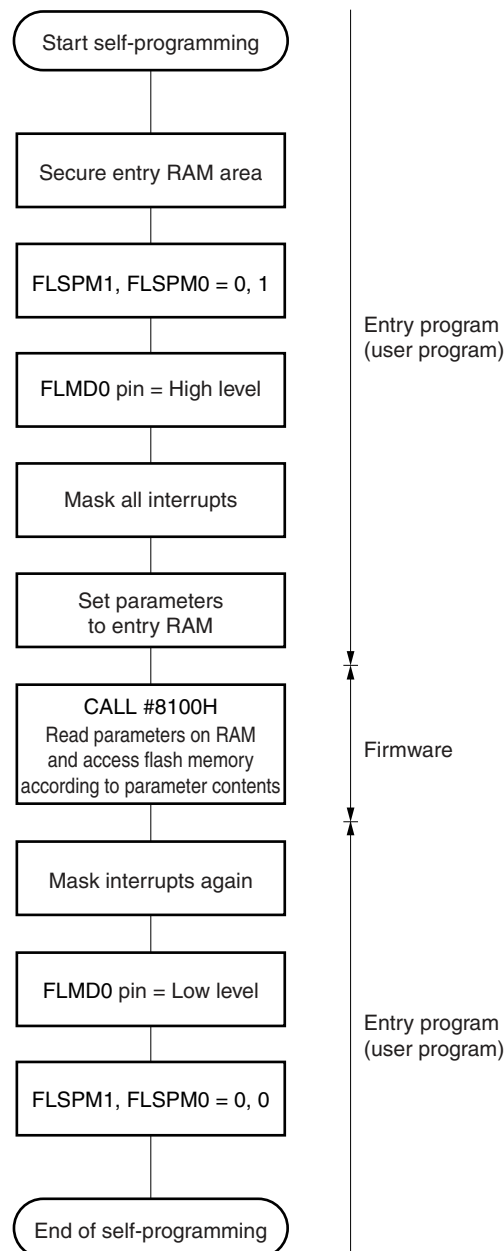 Start self-programming
Secure entry RAM area
FLSPM1, FLSPM0 = 0, 1
Entry program
(user program)
FLMD0 pin = High level
Mask all interrupts
Set parameters
to entry RAM
CALL #8100H
Read parameters on RAM
and access flash memory
according to parameter contents
Firmware
Mask interrupts again
FLMD0 pin = Low level
Entry program
(user program)
FLSPM1, FLSPM0 = 0, 0
End of self-programming